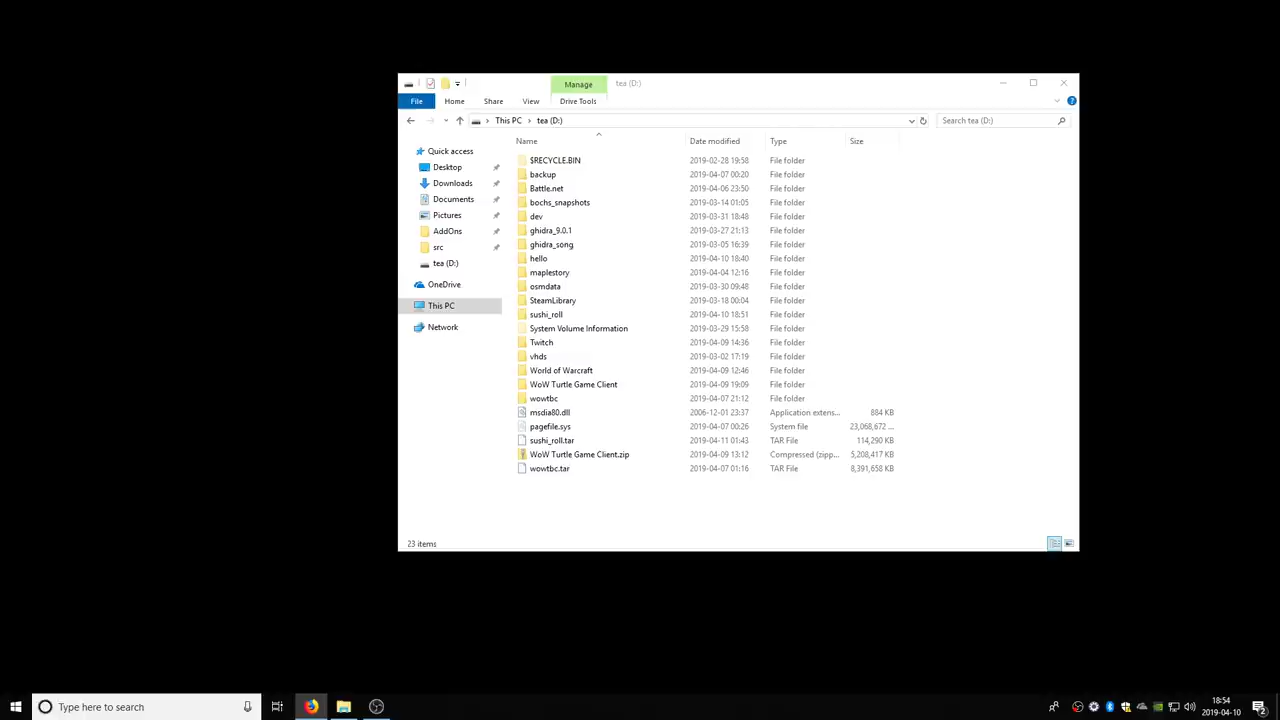 Manage tea (D:)
File Home Share View Drive Tools
This PC tea (D:) Search tea (D:)
Name Date modified Type Size
Quick access
Desktop
Downloads
Documents
Pictures
AddOns
src
tea (D:)
OneDrive
This PC
Network
$RECYCLE.BIN 2019-02-28 19:58 File folder
backup 2019-04-07 00:20 File folder
Battle.net 2019-04-06 23:50 File folder
bochs_snapshots 2019-03-14 01:05 File folder
dev 2019-03-31 18:48 File folder
ghidra_9.0.1 2019-03-27 21:13 File folder
ghidra_song 2019-03-05 16:39 File folder
hello 2019-04-10 18:40 File folder
maplestory 2019-04-04 12:16 File folder
osmdata 2019-03-30 09:48 File folder
SteamLibrary 2019-03-18 00:04 File folder
sushi_roll 2019-04-10 18:51 File folder
System Volume Information 2019-03-29 15:58 File folder
Twitch 2019-04-09 14:36 File folder
vhds 2019-03-02 17:19 File folder
World of Warcraft 2019-04-09 12:46 File folder
WoW Turtle Game Client 2019-04-09 19:09 File folder
wowtbc 2019-04-07 21:12 File folder
msdia80.dll 2006-12-01 23:37 Application extens... 884 KB
pagefile.sys 2019-04-07 00:26 System file 23,068,672 ...
sushi_roll.tar 2019-04-11 01:43 TAR File 114,290 KB
WoW Turtle Game Client.zip 2019-04-09 13:12 Compressed (zipp... 5,208,417 KB
wowtbc.tar 2019-04-07 01:16 TAR File 8,391,658 KB
23 items
Type here to search
18:54
2019-04-10